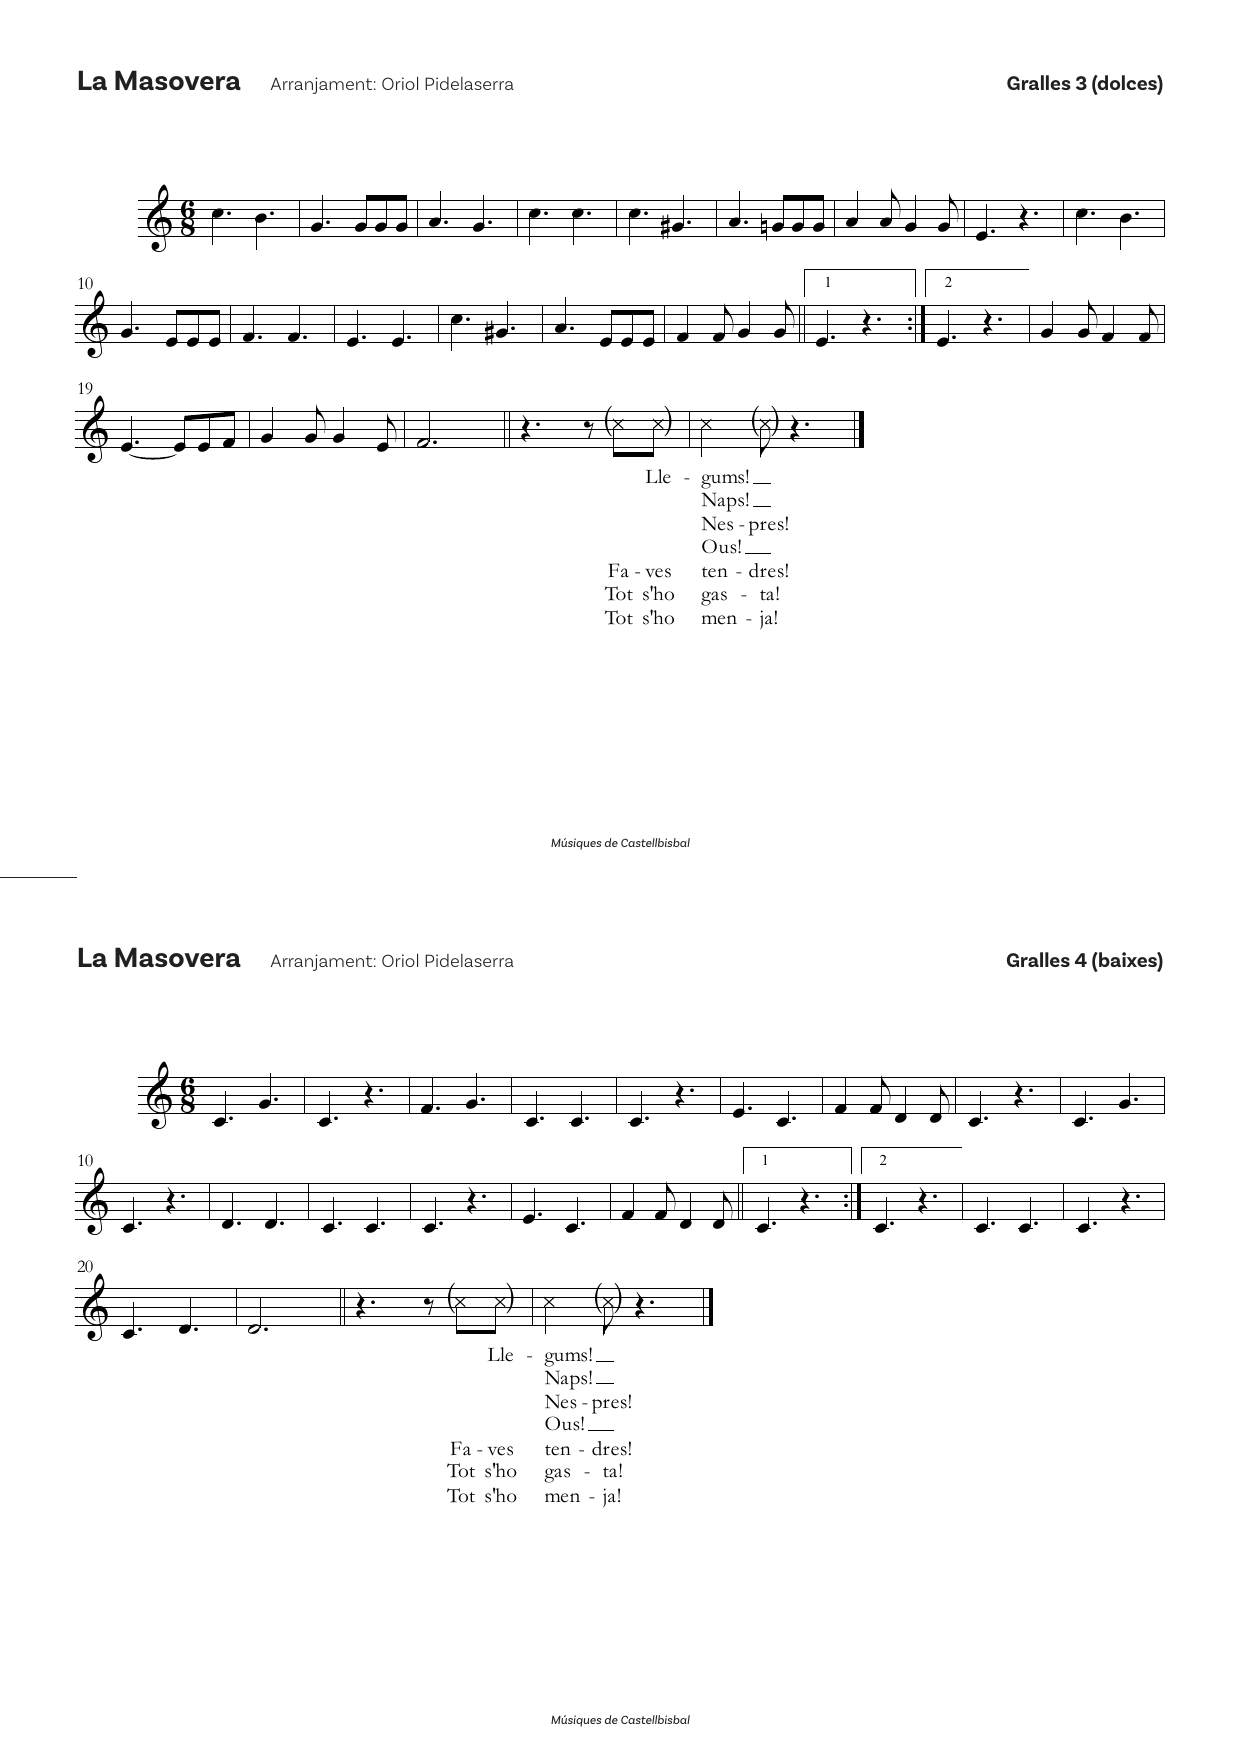 La Masovera Arranjament: Oriol Pidelaserra Gralles 3 (dolces)
6
8
10 1 2
19
Lle - gums!
Naps!
Nes - pres!
Ous!
Fa - ves ten - dres!
Tot s'ho gas - ta!
Tot s'ho men - ja!
Músiques de Castellbisbal
La Masovera Arranjament: Oriol Pidelaserra Gralles 4 (baixes)
6
8
10 1 2
20
Lle - gums!
Naps!
Nes - pres!
Ous!
Fa - ves ten - dres!
Tot s'ho gas - ta!
Tot s'ho men - ja!
Músiques de Castellbisbal